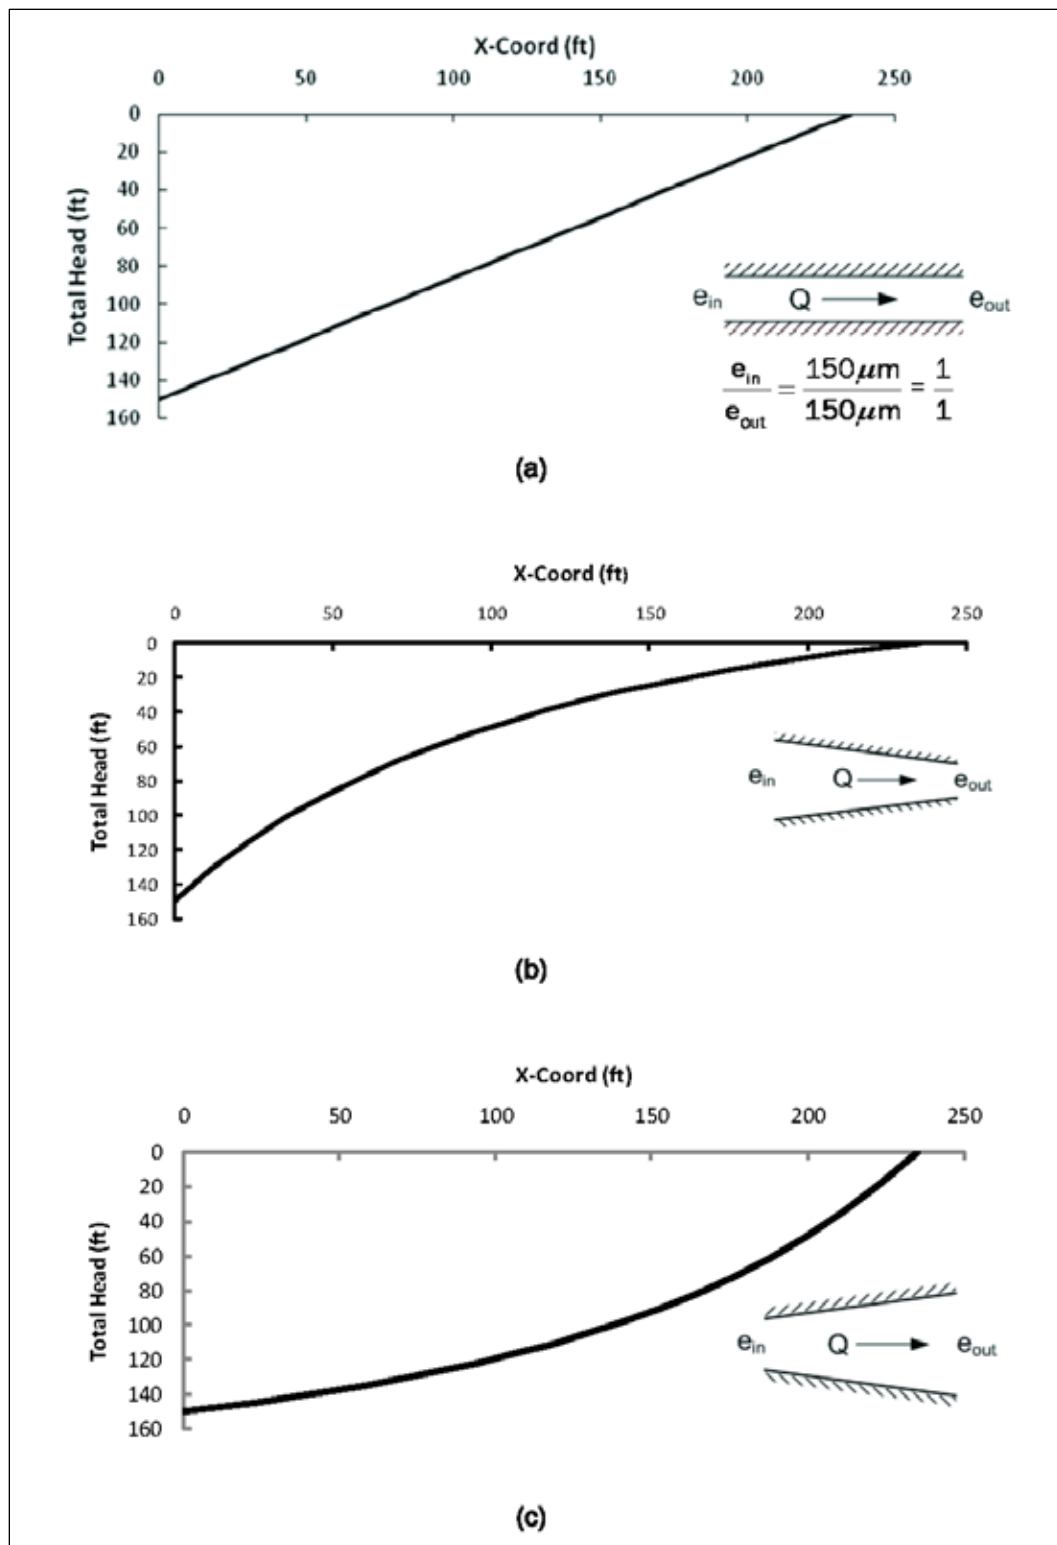 X-Coord (ft)
0 50 100 150 200 250
0
20
40
60
80
100
120
140
160
Total Head (ft)
e_in Q e_out
e_in / e_out = 150µm / 150µm = 1 / 1
(a)
X-Coord (ft)
0 50 100 150 200 250
0
20
40
60
80
100
120
140
160
Total Head (ft)
e_in Q e_out
(b)
X-Coord (ft)
0 50 100 150 200 250
0
20
40
60
80
100
120
140
160
Total Head (ft)
e_in Q e_out
(c)